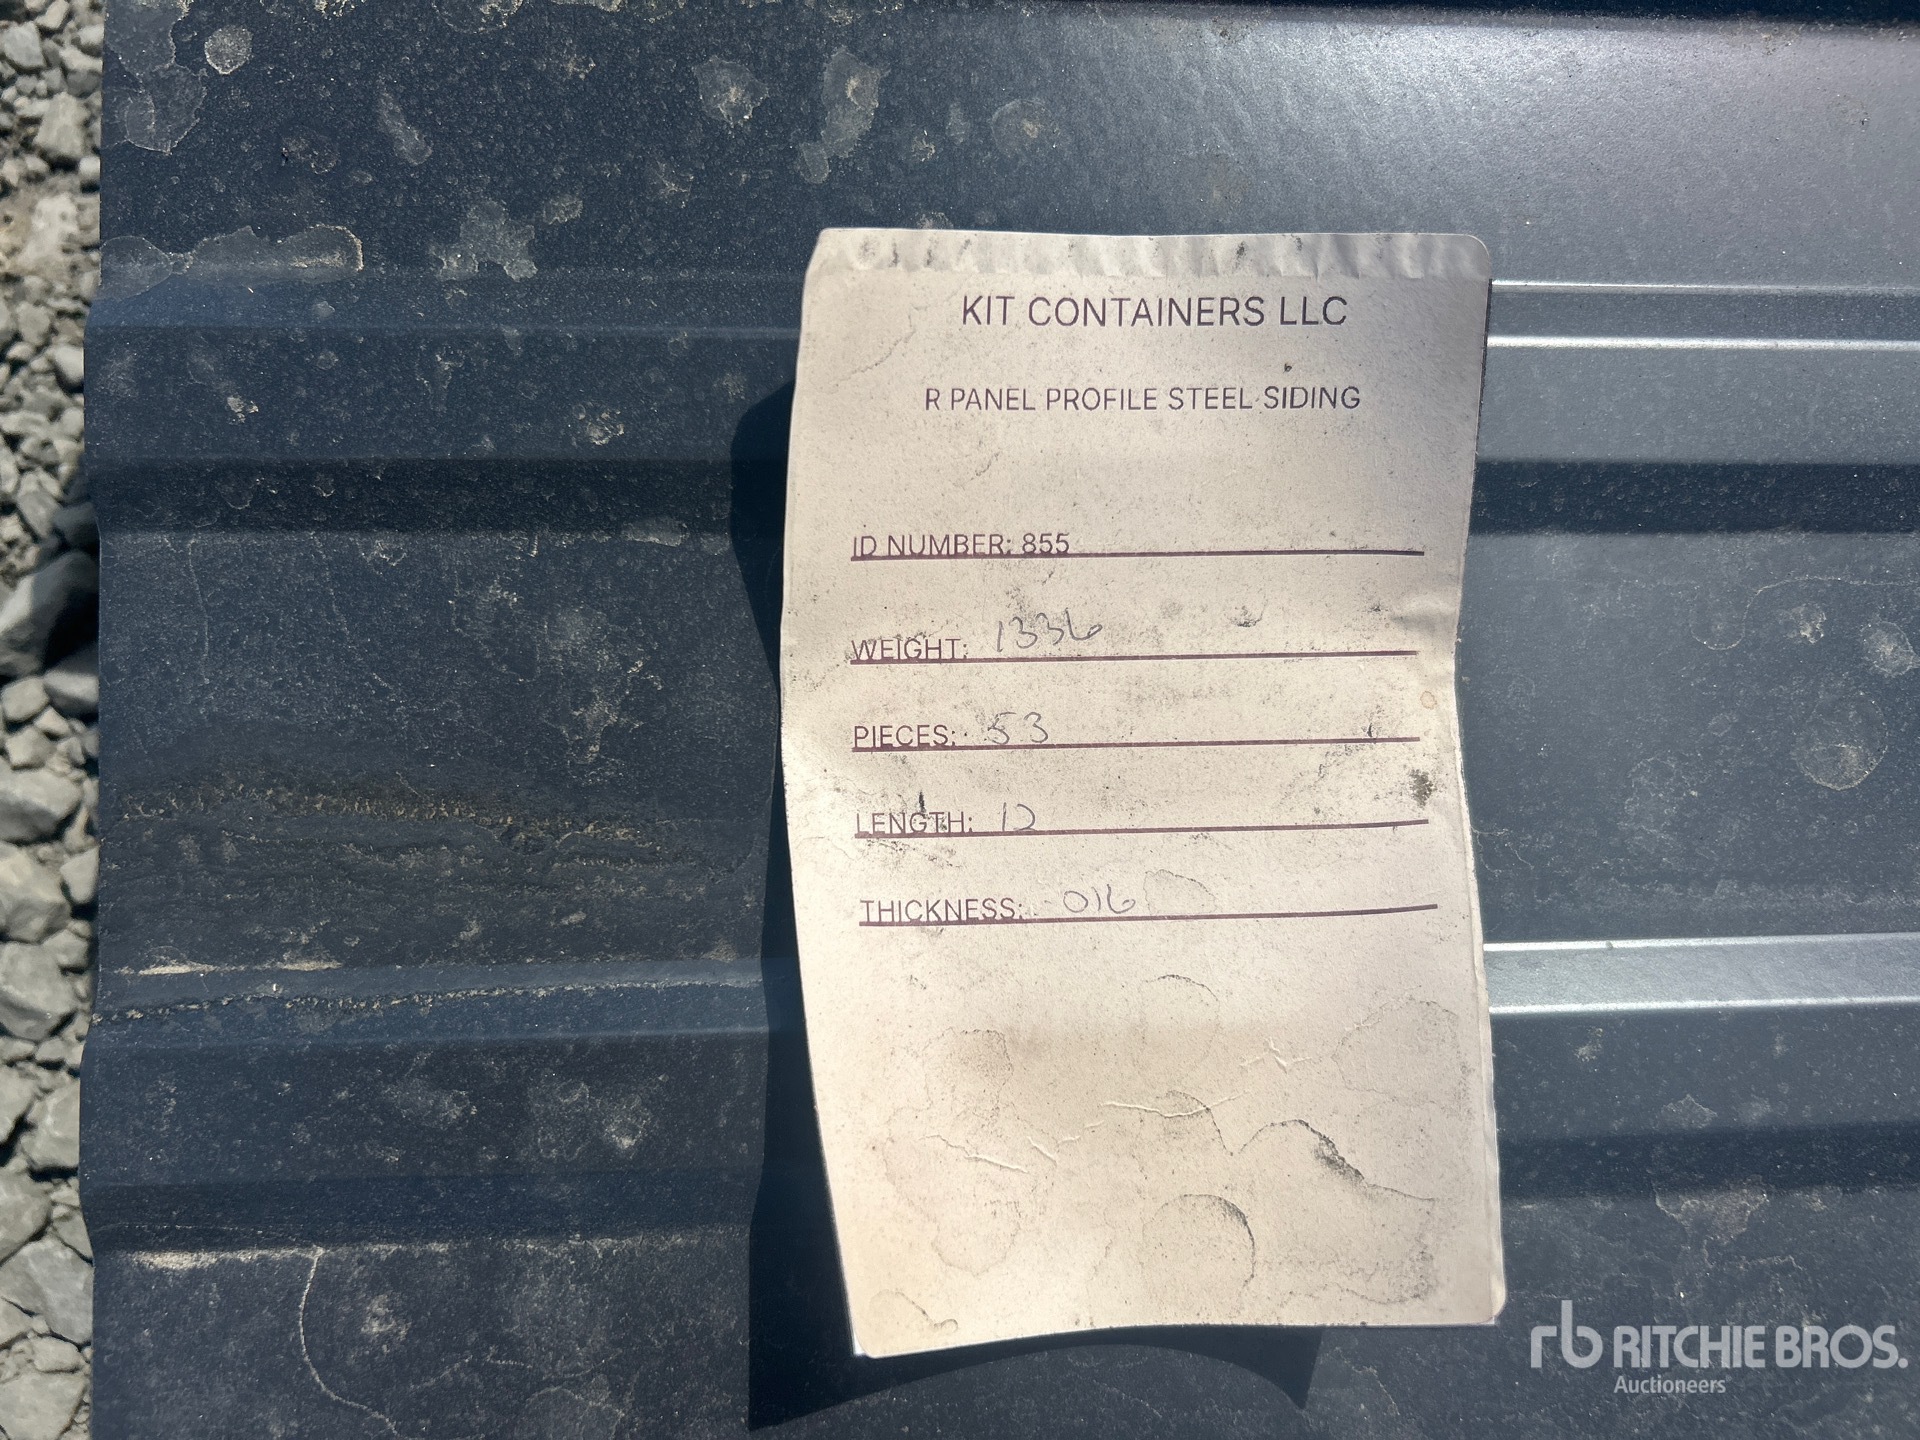 KIT CONTAINERS LLC
R PANEL PROFILE STEEL SIDING
ID NUMBER: 855
WEIGHT: 1336
PIECES: 53
LENGTH: 12
THICKNESS: 016
rb RITCHIE BROS.
Auctioneers